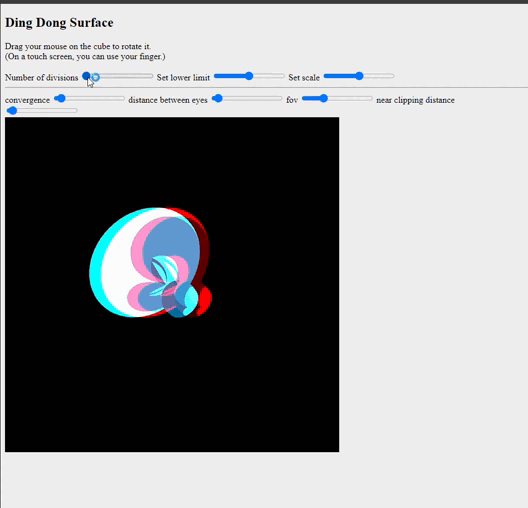 Ding Dong Surface
Drag your mouse on the cube to rotate it.
(On a touch screen, you can use your finger.)
Number of divisions Set lower limit Set scale
convergence distance between eyes fov near clipping distance